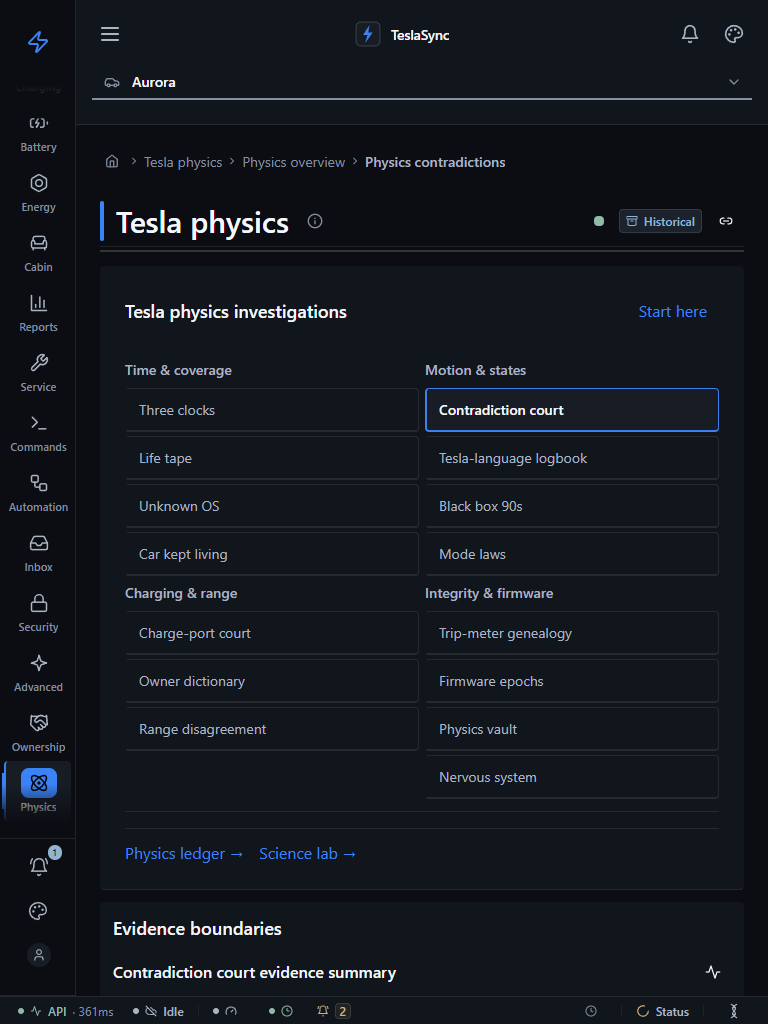 TeslaSync
Aurora
Charging
Battery
Energy
Cabin
Reports
Service
Commands
Automation
Inbox
Security
Advanced
Ownership
Physics
1
Tesla physics > Physics overview > Physics contradictions
Tesla physics
Historical
Tesla physics investigations
Start here
Time & coverage
Three clocks
Life tape
Unknown OS
Car kept living
Motion & states
Contradiction court
Tesla-language logbook
Black box 90s
Mode laws
Charging & range
Charge-port court
Owner dictionary
Range disagreement
Integrity & firmware
Trip-meter genealogy
Firmware epochs
Physics vault
Nervous system
Physics ledger → Science lab →
Evidence boundaries
Contradiction court evidence summary
API · 361ms Idle 2 Status